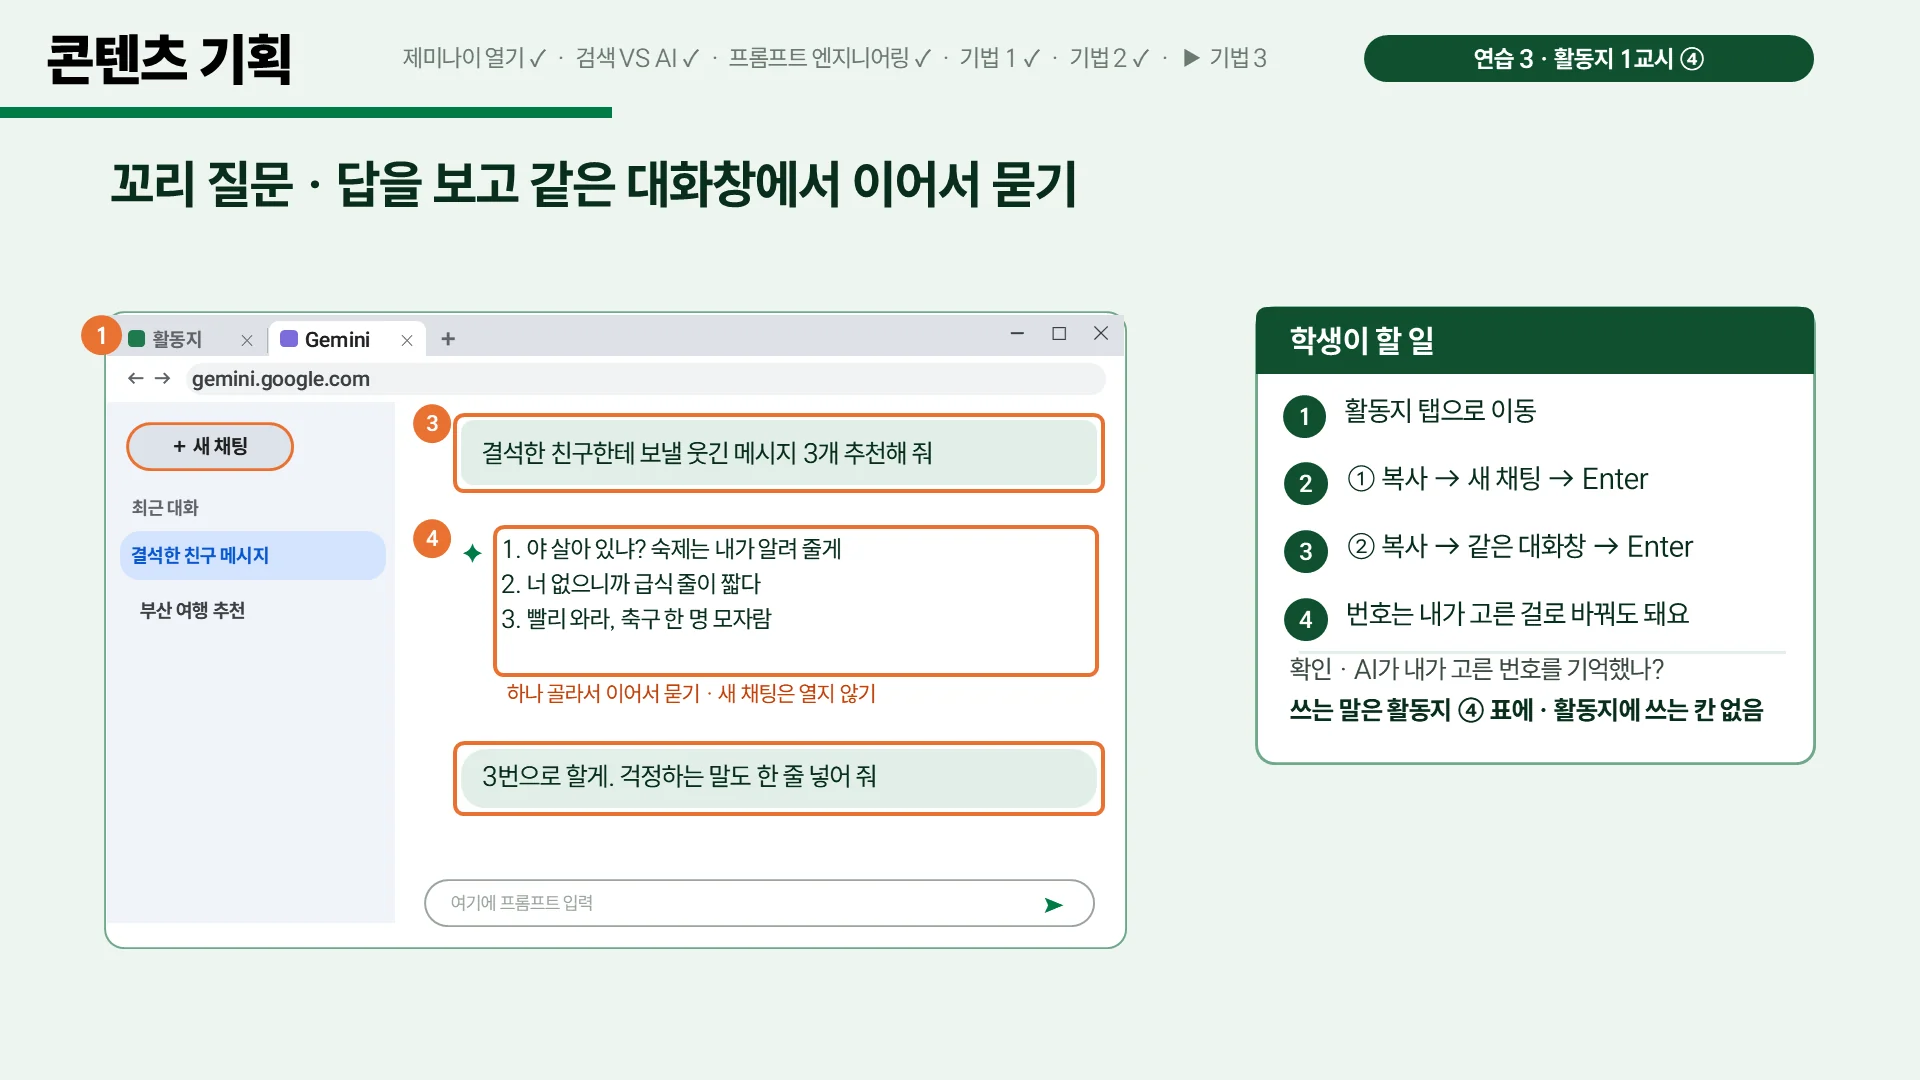 콘텐츠 기획
제미나이 열기 ✓ · 검색 VS AI ✓ · 프롬프트 엔지니어링 ✓ · 기법 1 ✓ · 기법 2 ✓ · ▶ 기법 3
연습 3 · 활동지 1교시 ④
꼬리 질문 · 답을 보고 같은 대화창에서 이어서 묻기
1
활동지 ×
Gemini × +
← → gemini.google.com
+ 새 채팅
최근 대화
결석한 친구 메시지
부산 여행 추천
3
결석한 친구한테 보낼 웃긴 메시지 3개 추천해 줘
4
1. 야 살아 있냐? 숙제는 내가 알려 줄게
2. 너 없으니까 급식 줄이 짧다
3. 빨리 와라, 축구 한 명 모자람
하나 골라서 이어서 묻기 · 새 채팅은 열지 않기
3번으로 할게. 걱정하는 말도 한 줄 넣어 줘
여기에 프롬프트 입력
학생이 할 일
1 활동지 탭으로 이동
2 ① 복사 → 새 채팅 → Enter
3 ② 복사 → 같은 대화창 → Enter
4 번호는 내가 고른 걸로 바꿔도 돼요
확인 · AI가 내가 고른 번호를 기억했나?
쓰는 말은 활동지 ④ 표에 · 활동지에 쓰는 칸 없음